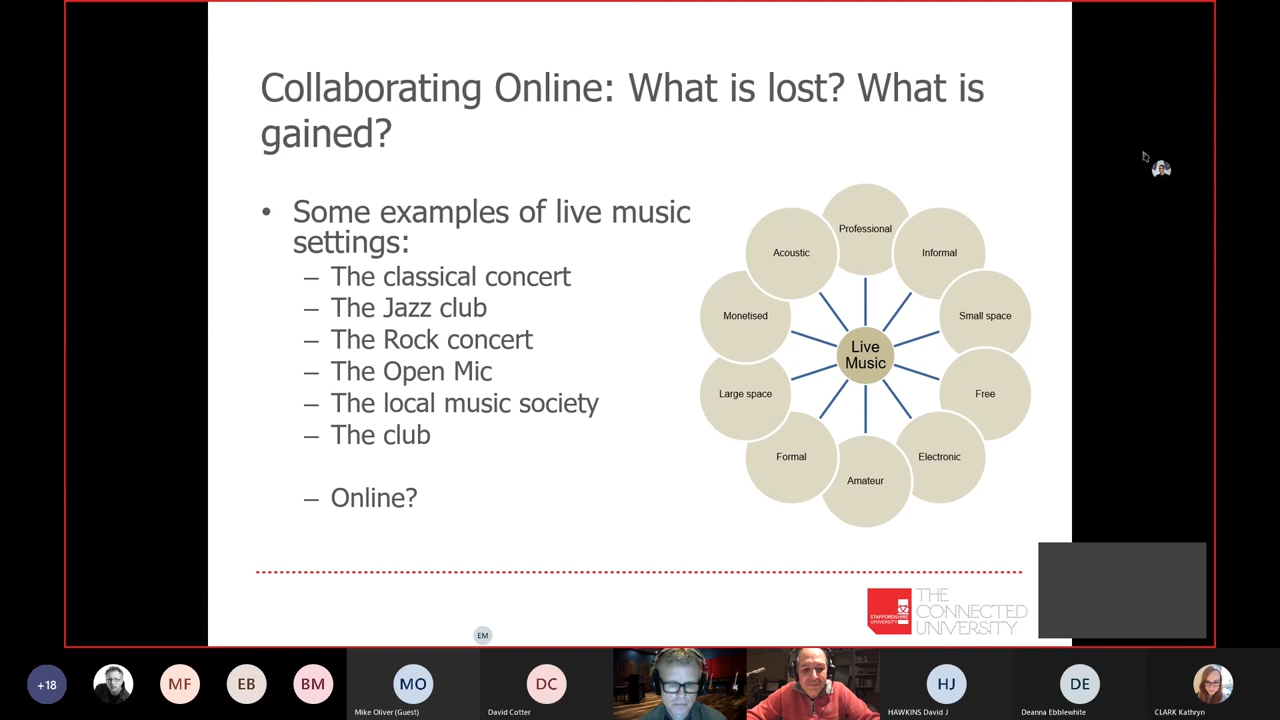 Collaborating Online: What is lost? What is
gained?
• Some examples of live music
settings:
– The classical concert
– The Jazz club
– The Rock concert
– The Open Mic
– The local music society
– The club
– Online?
Professional
Informal
Small space
Free
Electronic
Amateur
Formal
Large space
Monetised
Acoustic
Live
Music
STAFFORDSHIRE
UNIVERSITY
THE
CONNECTED
UNIVERSITY
EM
+18
MF
EB
BM
MO
Mike Oliver (Guest)
DC
David Cotter
HJ
HAWKINS David J
DE
Deanna Ebblewhite
CLARK Kathryn